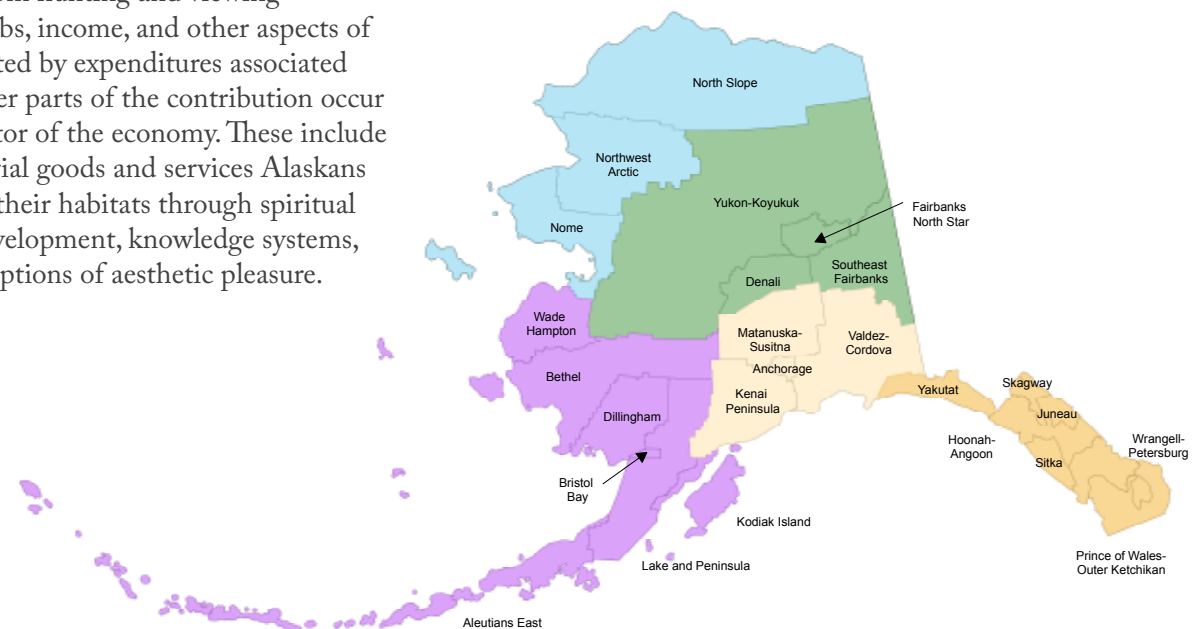 bs, income, and other aspects of
ted by expenditures associated
er parts of the contribution occur
tor of the economy. These include
rial goods and services Alaskans
their habitats through spiritual
velopment, knowledge systems,
ptions of aesthetic pleasure.
North Slope
Northwest
Arctic
Nome
Yukon-Koyukuk
Fairbanks
North Star
Southeast
Fairbanks
Denali
Wade
Hampton
Matanuska-
Susitna
Valdez-
Cordova
Anchorage
Bethel
Kenai
Peninsula
Dillingham
Yakutat
Skagway
Juneau
Hoonah-
Angoon
Sitka
Wrangell-
Petersburg
Bristol
Bay
Kodiak Island
Lake and Peninsula
Prince of Wales-
Outer Ketchikan
Aleutians East